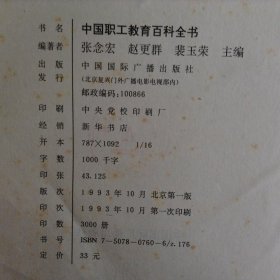 书名 中国职工教育百科全书
编著者 张念宏 赵更群 裴玉荣 主编
出版 中国国际广播出版社
发行 (北京复兴门外广播电影电视部内)
邮政编码:100866
印刷 中央党校印刷厂
经销 新华书店
开本 787×1092 1/16
字数 1000千字
印张 43.125
版次 1993年10月 北京第一版
印次 1993年10月 第一次印刷
印数 3000册
书号 ISBN 7-5078-0760-6/z.176
定价 33元